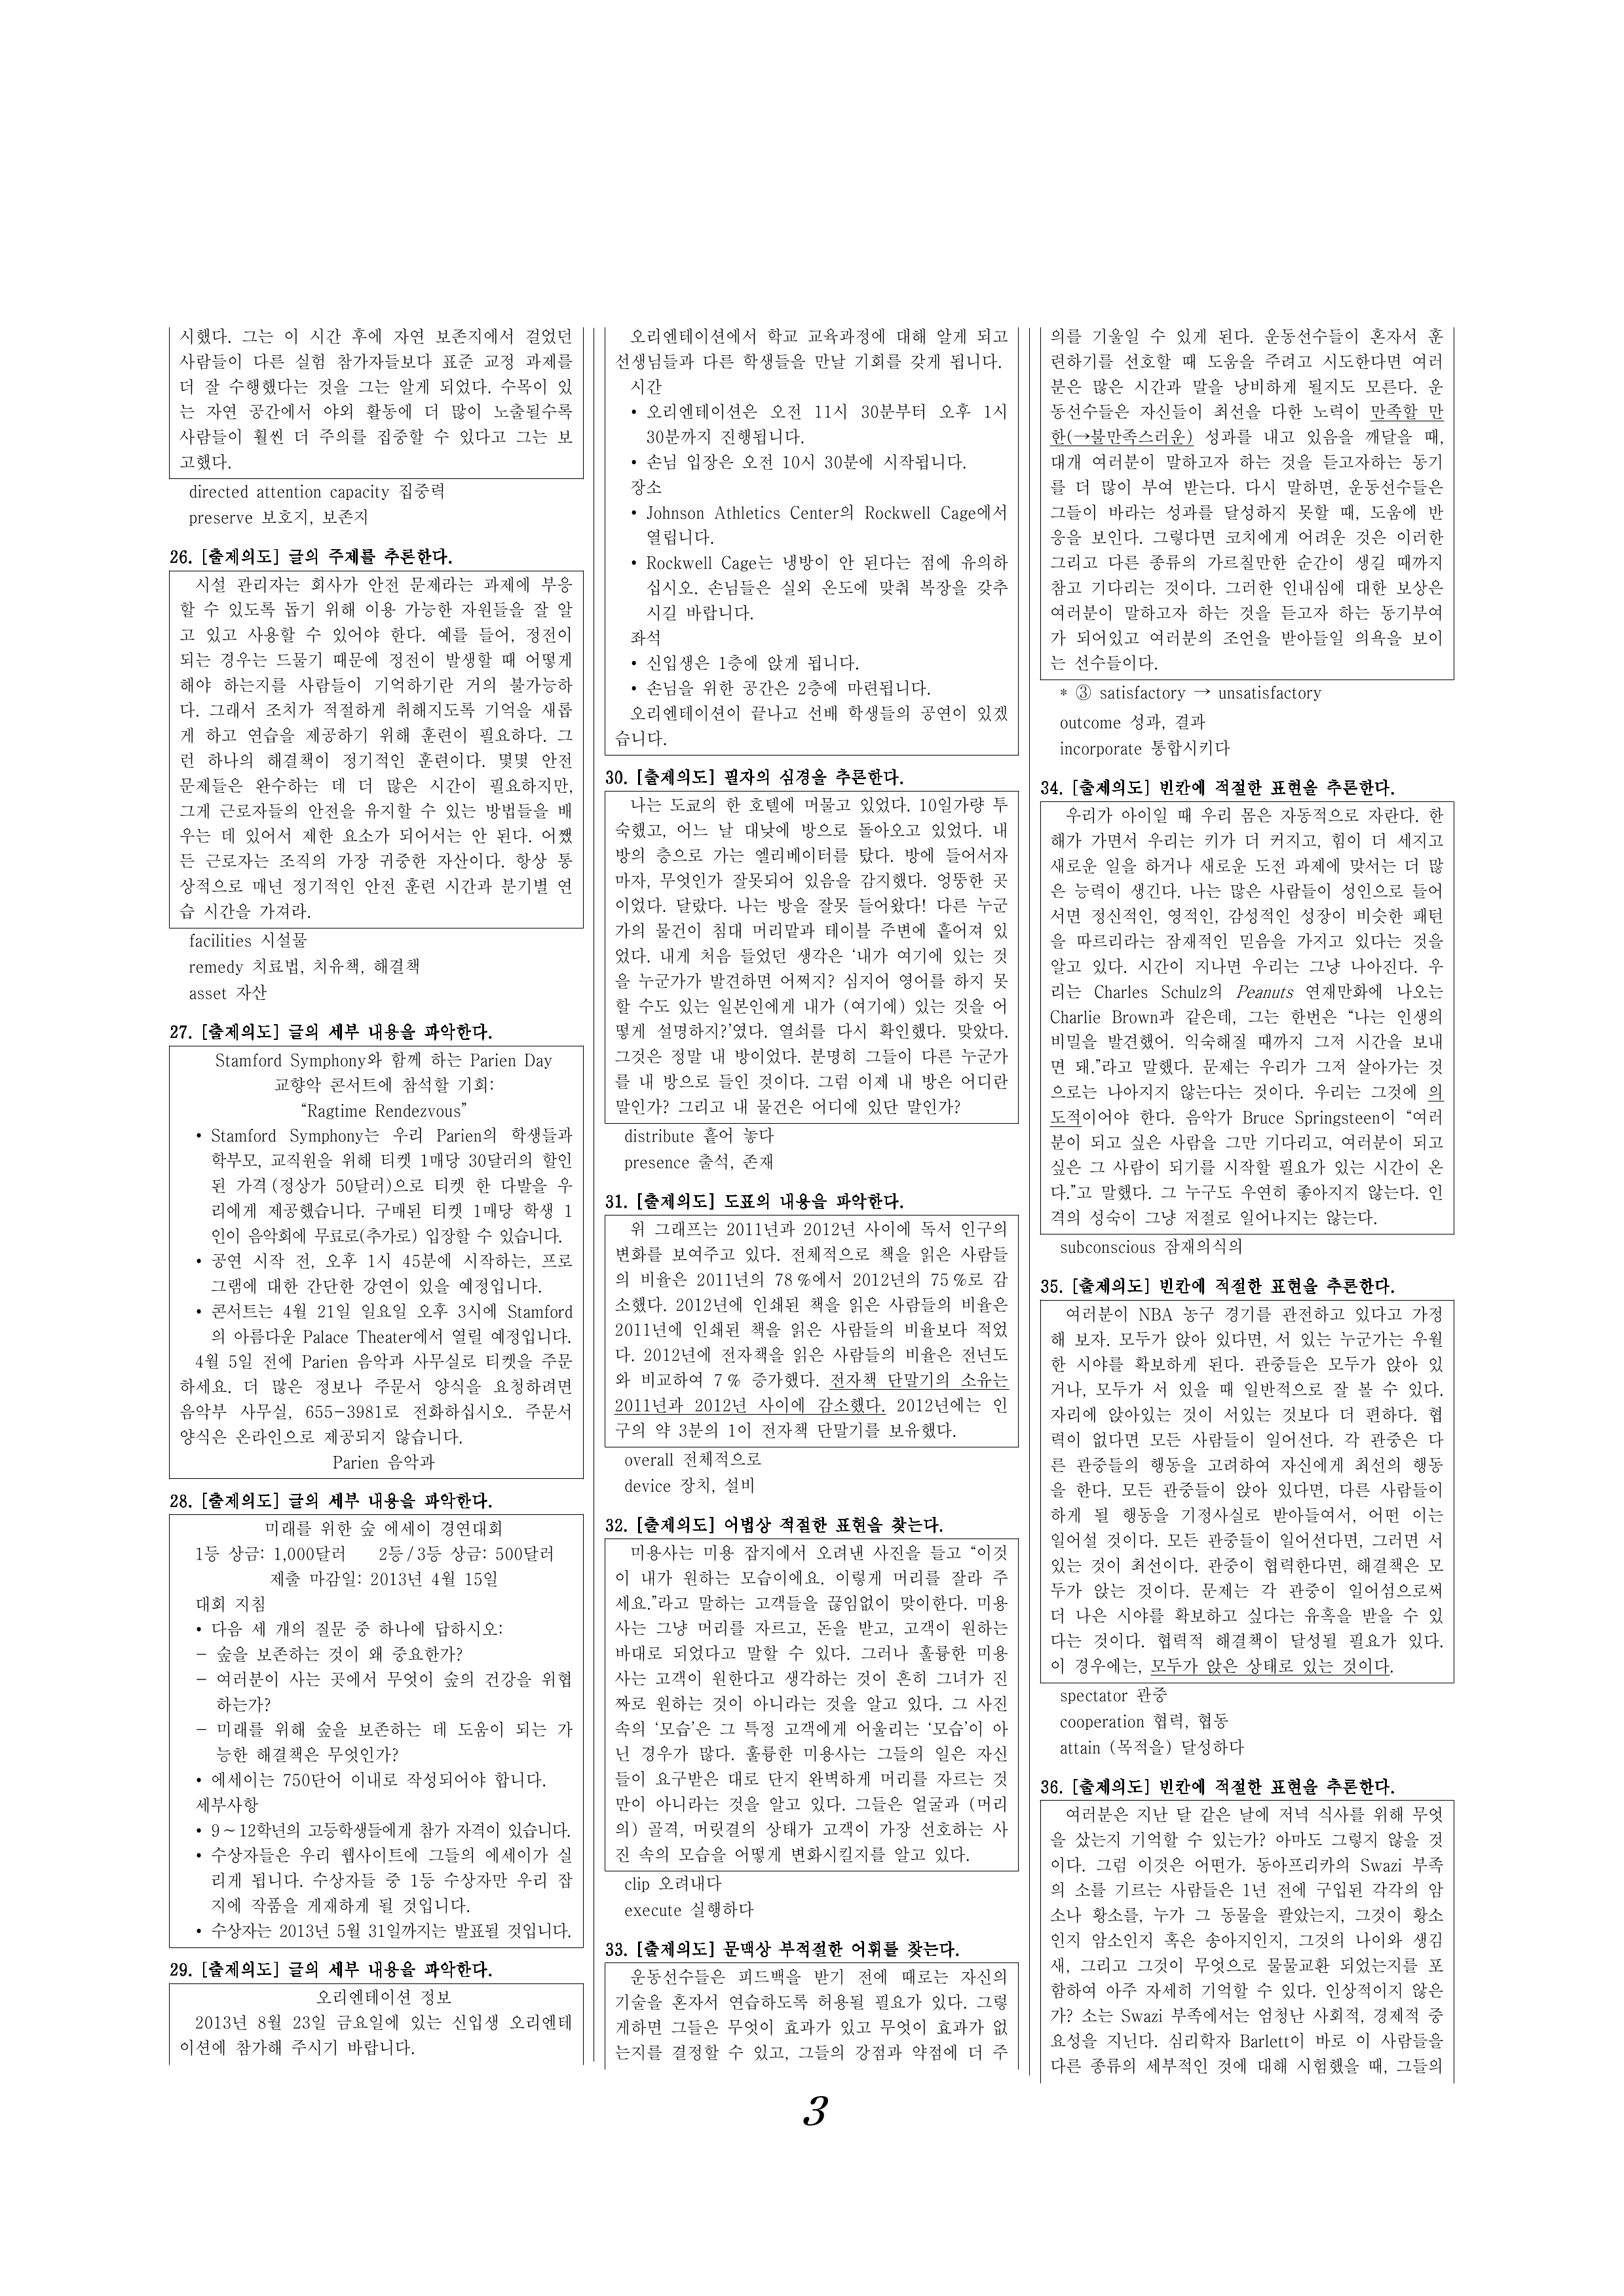 시했다. 그는 이 시간 후에 자연 보존지에서 걸었던
사람들이 다른 실험 참가자들보다 표준 교정 과제를
더 잘 수행했다는 것을 그는 알게 되었다. 수목이 있
는 자연 공간에서 야외 활동에 더 많이 노출될수록
사람들이 훨씬 더 주의를 집중할 수 있다고 그는 보
고했다.
directed attention capacity 집중력
preserve 보호지, 보존지
26. [출제의도] 글의 주제를 추론한다.
시설 관리자는 회사가 안전 문제라는 과제에 부응
할 수 있도록 돕기 위해 이용 가능한 자원들을 잘 알
고 있고 사용할 수 있어야 한다. 예를 들어, 정전이
되는 경우는 드물기 때문에 정전이 발생할 때 어떻게
해야 하는지를 사람들이 기억하기란 거의 불가능하
다. 그래서 조치가 적절하게 취해지도록 기억을 새롭
게 하고 연습을 제공하기 위해 훈련이 필요하다. 그
런 하나의 해결책이 정기적인 훈련이다. 몇몇 안전
문제들은 완수하는 데 더 많은 시간이 필요하지만,
그게 근로자들의 안전을 유지할 수 있는 방법들을 배
우는 데 있어서 제한 요소가 되어서는 안 된다. 어쨌
든 근로자는 조직의 가장 귀중한 자산이다. 항상 통
상적으로 매년 정기적인 안전 훈련 시간과 분기별 연
습 시간을 가져라.
facilities 시설물
remedy 치료법, 치유책, 해결책
asset 자산
27. [출제의도] 글의 세부 내용을 파악한다.
Stamford Symphony와 함께 하는 Parien Day
교향악 콘서트에 참석할 기회:
“Ragtime Rendezvous”
• Stamford Symphony는 우리 Parien의 학생들과
학부모, 교직원을 위해 티켓 1매당 30달러의 할인
된 가격(정상가 50달러)으로 티켓 한 다발을 우
리에게 제공했습니다. 구매된 티켓 1매당 학생 1
인이 음악회에 무료로(추가로) 입장할 수 있습니다.
• 공연 시작 전, 오후 1시 45분에 시작하는, 프로
그램에 대한 간단한 강연이 있을 예정입니다.
• 콘서트는 4월 21일 일요일 오후 3시에 Stamford
의 아름다운 Palace Theater에서 열릴 예정입니다.
4월 5일 전에 Parien 음악과 사무실로 티켓을 주문
하세요. 더 많은 정보나 주문서 양식을 요청하려면
음악부 사무실, 655-3981로 전화하십시오. 주문서
양식은 온라인으로 제공되지 않습니다.
Parien 음악과
28. [출제의도] 글의 세부 내용을 파악한다.
미래를 위한 숲 에세이 경연대회
1등 상금: 1,000달러 2등/3등 상금: 500달러
제출 마감일: 2013년 4월 15일
대회 지침
• 다음 세 개의 질문 중 하나에 답하시오:
- 숲을 보존하는 것이 왜 중요한가?
- 여러분이 사는 곳에서 무엇이 숲의 건강을 위협
하는가?
- 미래를 위해 숲을 보존하는 데 도움이 되는 가
능한 해결책은 무엇인가?
• 에세이는 750단어 이내로 작성되어야 합니다.
세부사항
• 9～12학년의 고등학생들에게 참가 자격이 있습니다.
• 수상자들은 우리 웹사이트에 그들의 에세이가 실
리게 됩니다. 수상자들 중 1등 수상자만 우리 잡
지에 작품을 게재하게 될 것입니다.
• 수상자는 2013년 5월 31일까지는 발표될 것입니다.
29. [출제의도] 글의 세부 내용을 파악한다.
오리엔테이션 정보
2013년 8월 23일 금요일에 있는 신입생 오리엔테
이션에 참가해 주시기 바랍니다.
오리엔테이션에서 학교 교육과정에 대해 알게 되고
선생님들과 다른 학생들을 만날 기회를 갖게 됩니다.
시간
• 오리엔테이션은 오전 11시 30분부터 오후 1시
30분까지 진행됩니다.
• 손님 입장은 오전 10시 30분에 시작됩니다.
장소
• Johnson Athletics Center의 Rockwell Cage에서
열립니다.
• Rockwell Cage는 냉방이 안 된다는 점에 유의하
십시오. 손님들은 실외 온도에 맞춰 복장을 갖추
시길 바랍니다.
좌석
• 신입생은 1층에 앉게 됩니다.
• 손님을 위한 공간은 2층에 마련됩니다.
오리엔테이션이 끝나고 선배 학생들의 공연이 있겠
습니다.
30. [출제의도] 필자의 심경을 추론한다.
나는 도쿄의 한 호텔에 머물고 있었다. 10일가량 투
숙했고, 어느 날 대낮에 방으로 돌아오고 있었다. 내
방의 층으로 가는 엘리베이터를 탔다. 방에 들어서자
마자, 무엇인가 잘못되어 있음을 감지했다. 엉뚱한 곳
이었다. 달랐다. 나는 방을 잘못 들어왔다! 다른 누군
가의 물건이 침대 머리맡과 테이블 주변에 흩어져 있
었다. 내게 처음 들었던 생각은 ‘내가 여기에 있는 것
을 누군가가 발견하면 어쩌지? 심지어 영어를 하지 못
할 수도 있는 일본인에게 내가 (여기에) 있는 것을 어
떻게 설명하지?’였다. 열쇠를 다시 확인했다. 맞았다.
그것은 정말 내 방이었다. 분명히 그들이 다른 누군가
를 내 방으로 들인 것이다. 그럼 이제 내 방은 어디란
말인가? 그리고 내 물건은 어디에 있단 말인가?
distribute 흩어 놓다
presence 출석, 존재
31. [출제의도] 도표의 내용을 파악한다.
위 그래프는 2011년과 2012년 사이에 독서 인구의
변화를 보여주고 있다. 전체적으로 책을 읽은 사람들
의 비율은 2011년의 78％에서 2012년의 75％로 감
소했다. 2012년에 인쇄된 책을 읽은 사람들의 비율은
2011년에 인쇄된 책을 읽은 사람들의 비율보다 적었
다. 2012년에 전자책을 읽은 사람들의 비율은 전년도
와 비교하여 7％ 증가했다. 전자책 단말기의 소유는
2011년과 2012년 사이에 감소했다. 2012년에는 인
구의 약 3분의 1이 전자책 단말기를 보유했다.
overall 전체적으로
device 장치, 설비
32. [출제의도] 어법상 적절한 표현을 찾는다.
미용사는 미용 잡지에서 오려낸 사진을 들고 “이것
이 내가 원하는 모습이에요. 이렇게 머리를 잘라 주
세요.”라고 말하는 고객들을 끊임없이 맞이한다. 미용
사는 그냥 머리를 자르고, 돈을 받고, 고객이 원하는
바대로 되었다고 말할 수 있다. 그러나 훌륭한 미용
사는 고객이 원한다고 생각하는 것이 흔히 그녀가 진
짜로 원하는 것이 아니라는 것을 알고 있다. 그 사진
속의 ‘모습’은 그 특정 고객에게 어울리는 ‘모습’이 아
닌 경우가 많다. 훌륭한 미용사는 그들의 일은 자신
들이 요구받은 대로 단지 완벽하게 머리를 자르는 것
만이 아니라는 것을 알고 있다. 그들은 얼굴과 (머리
의) 골격, 머릿결의 상태가 고객이 가장 선호하는 사
진 속의 모습을 어떻게 변화시킬지를 알고 있다.
clip 오려내다
execute 실행하다
33. [출제의도] 문맥상 부적절한 어휘를 찾는다.
운동선수들은 피드백을 받기 전에 때로는 자신의
기술을 혼자서 연습하도록 허용될 필요가 있다. 그렇
게하면 그들은 무엇이 효과가 있고 무엇이 효과가 없
는지를 결정할 수 있고, 그들의 강점과 약점에 더 주
의를 기울일 수 있게 된다. 운동선수들이 혼자서 훈
련하기를 선호할 때 도움을 주려고 시도한다면 여러
분은 많은 시간과 말을 낭비하게 될지도 모른다. 운
동선수들은 자신들이 최선을 다한 노력이 만족할 만
한(→불만족스러운) 성과를 내고 있음을 깨달을 때,
대개 여러분이 말하고자 하는 것을 듣고자하는 동기
를 더 많이 부여 받는다. 다시 말하면, 운동선수들은
그들이 바라는 성과를 달성하지 못할 때, 도움에 반
응을 보인다. 그렇다면 코치에게 어려운 것은 이러한
그리고 다른 종류의 가르칠만한 순간이 생길 때까지
참고 기다리는 것이다. 그러한 인내심에 대한 보상은
여러분이 말하고자 하는 것을 듣고자 하는 동기부여
가 되어있고 여러분의 조언을 받아들일 의욕을 보이
는 선수들이다.
* ③ satisfactory → unsatisfactory
outcome 성과, 결과
incorporate 통합시키다
34. [출제의도] 빈칸에 적절한 표현을 추론한다.
우리가 아이일 때 우리 몸은 자동적으로 자란다. 한
해가 가면서 우리는 키가 더 커지고, 힘이 더 세지고
새로운 일을 하거나 새로운 도전 과제에 맞서는 더 많
은 능력이 생긴다. 나는 많은 사람들이 성인으로 들어
서면 정신적인, 영적인, 감성적인 성장이 비슷한 패턴
을 따르리라는 잠재적인 믿음을 가지고 있다는 것을
알고 있다. 시간이 지나면 우리는 그냥 나아진다. 우
리는 Charles Schulz의 Peanuts 연재만화에 나오는
Charlie Brown과 같은데, 그는 한번은 “나는 인생의
비밀을 발견했어. 익숙해질 때까지 그저 시간을 보내
면 돼.”라고 말했다. 문제는 우리가 그저 살아가는 것
으로는 나아지지 않는다는 것이다. 우리는 그것에 의
도적이어야 한다. 음악가 Bruce Springsteen이 “여러
분이 되고 싶은 사람을 그만 기다리고, 여러분이 되고
싶은 그 사람이 되기를 시작할 필요가 있는 시간이 온
다.”고 말했다. 그 누구도 우연히 좋아지지 않는다. 인
격의 성숙이 그냥 저절로 일어나지는 않는다.
subconscious 잠재의식의
35. [출제의도] 빈칸에 적절한 표현을 추론한다.
여러분이 NBA 농구 경기를 관전하고 있다고 가정
해 보자. 모두가 앉아 있다면, 서 있는 누군가는 우월
한 시야를 확보하게 된다. 관중들은 모두가 앉아 있
거나, 모두가 서 있을 때 일반적으로 잘 볼 수 있다.
자리에 앉아있는 것이 서있는 것보다 더 편하다. 협
력이 없다면 모든 사람들이 일어선다. 각 관중은 다
른 관중들의 행동을 고려하여 자신에게 최선의 행동
을 한다. 모든 관중들이 앉아 있다면, 다른 사람들이
하게 될 행동을 기정사실로 받아들여서, 어떤 이는
일어설 것이다. 모든 관중들이 일어선다면, 그러면 서
있는 것이 최선이다. 관중이 협력한다면, 해결책은 모
두가 앉는 것이다. 문제는 각 관중이 일어섬으로써
더 나은 시야를 확보하고 싶다는 유혹을 받을 수 있
다는 것이다. 협력적 해결책이 달성될 필요가 있다.
이 경우에는, 모두가 앉은 상태로 있는 것이다.
spectator 관중
cooperation 협력, 협동
attain (목적을) 달성하다
36. [출제의도] 빈칸에 적절한 표현을 추론한다.
여러분은 지난 달 같은 날에 저녁 식사를 위해 무엇
을 샀는지 기억할 수 있는가? 아마도 그렇지 않을 것
이다. 그럼 이것은 어떤가. 동아프리카의 Swazi 부족
의 소를 기르는 사람들은 1년 전에 구입된 각각의 암
소나 황소를, 누가 그 동물을 팔았는지, 그것이 황소
인지 암소인지 혹은 송아지인지, 그것의 나이와 생김
새, 그리고 그것이 무엇으로 물물교환 되었는지를 포
함하여 아주 자세히 기억할 수 있다. 인상적이지 않은
가? 소는 Swazi 부족에서는 엄청난 사회적, 경제적 중
요성을 지닌다. 심리학자 Barlett이 바로 이 사람들을
다른 종류의 세부적인 것에 대해 시험했을 때, 그들의
3